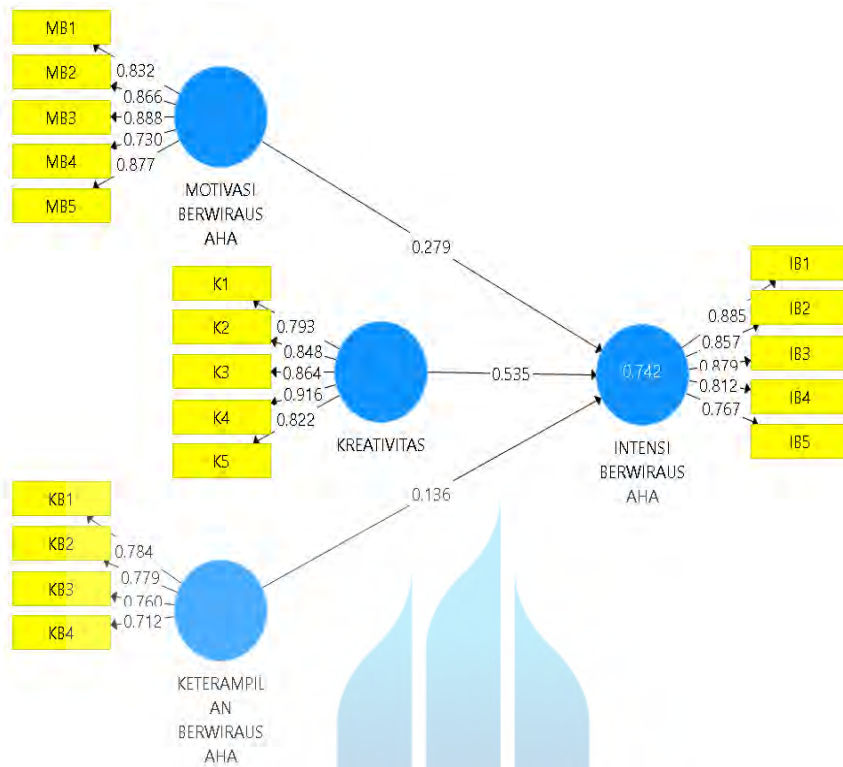 MB1
MB2
MB3
MB4
MB5
0.832
0.866
0.888
0.730
0.877
MOTIVASI
BERWIRAUS
AHA
0.279
K1
K2
K3
K4
K5
0.793
0.848
0.864
0.916
0.822
KREATIVITAS
0.535
KB1
KB2
KB3
KB4
0.784
0.779
0.760
0.712
KETERAMPIL
AN
BERWIRAUS
AHA
0.136
0.742
INTENSI
BERWIRAUS
AHA
0.885
0.857
0.879
0.812
0.767
IB1
IB2
IB3
IB4
IB5